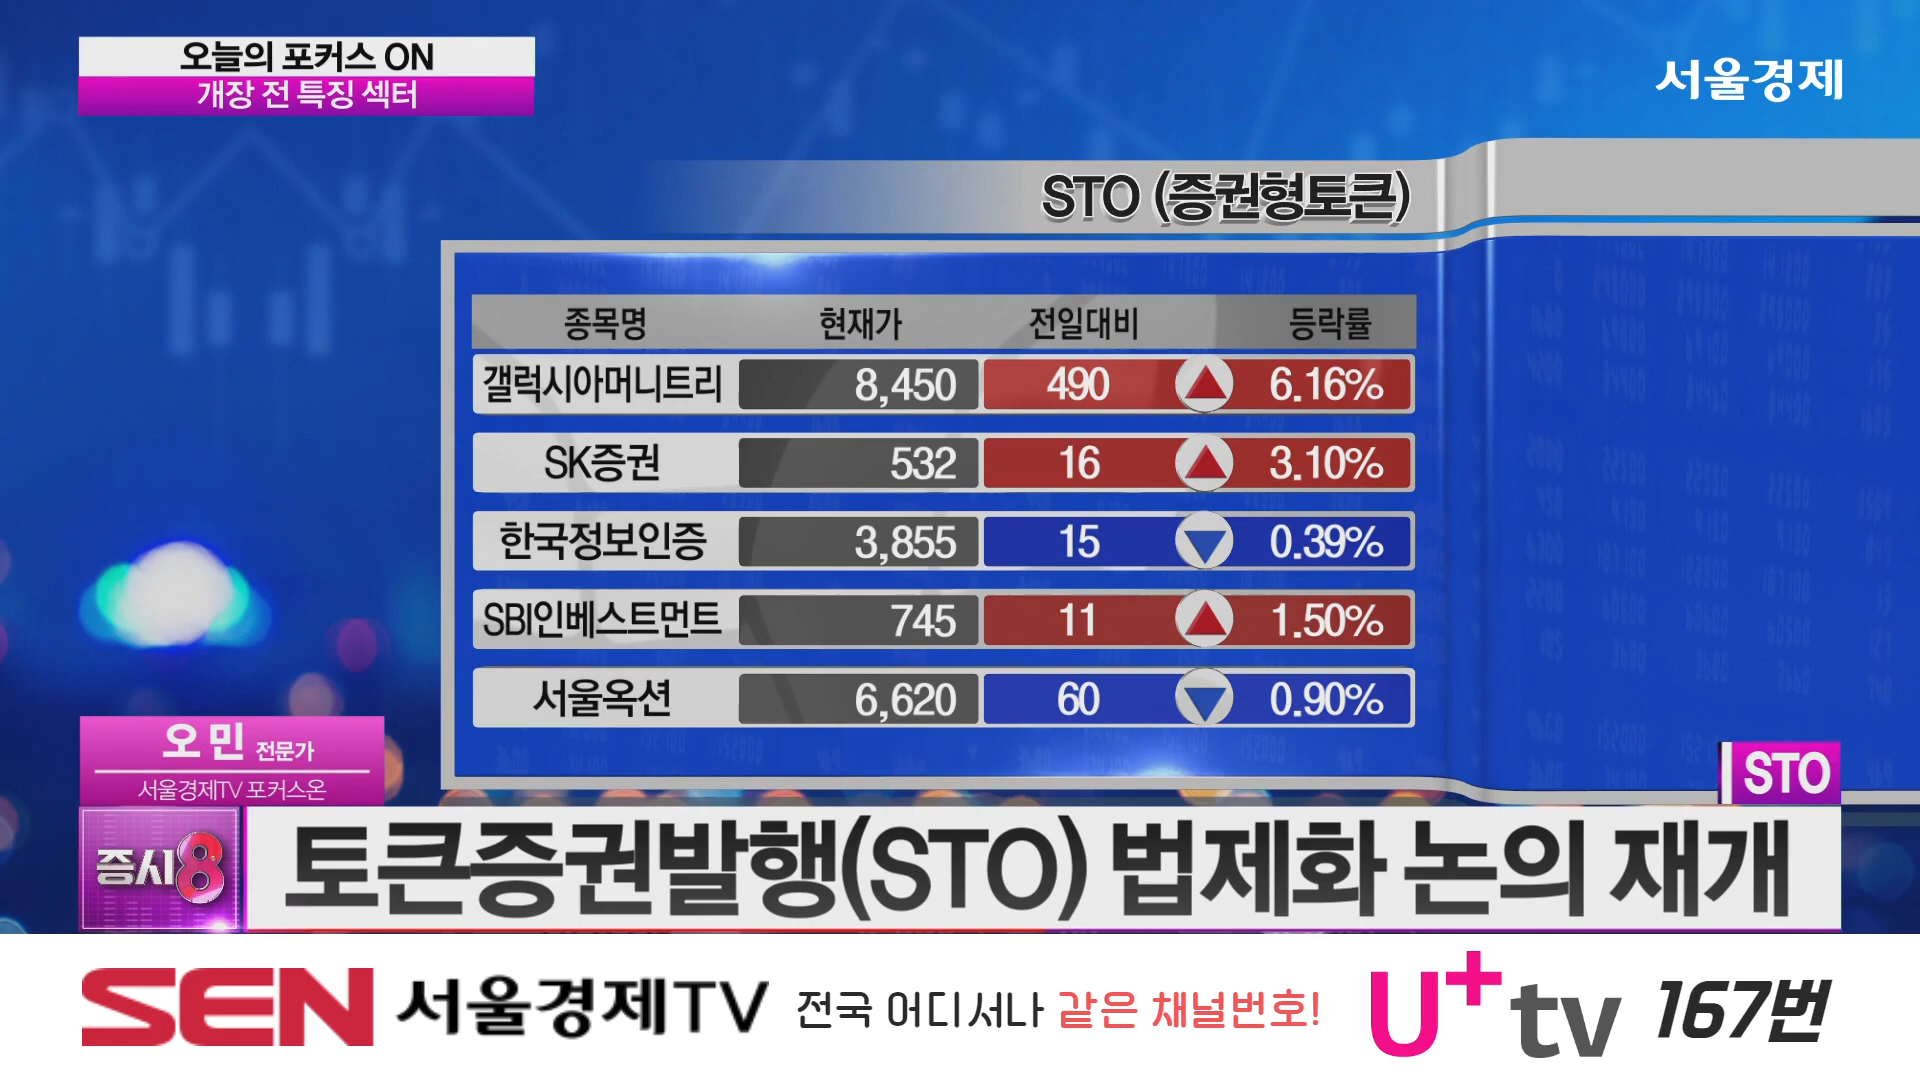 오늘의 포커스 ON
개장 전 특징 섹터
서울경제
STO (증권형토큰)
종목명 현재가 전일대비 등락률
갤럭시아머니트리 8,450 490 ▲ 6.16%
SK증권 532 16 ▲ 3.10%
한국정보인증 3,855 15 ▼ 0.39%
SBI인베스트먼트 745 11 ▲ 1.50%
서울옥션 6,620 60 ▼ 0.90%
오민 전문가
서울경제TV 포커스온
STO
증시8
토큰증권발행(STO) 법제화 논의 재개
SEN 서울경제TV 전국 어디서나 같은 채널번호! U+tv 167번